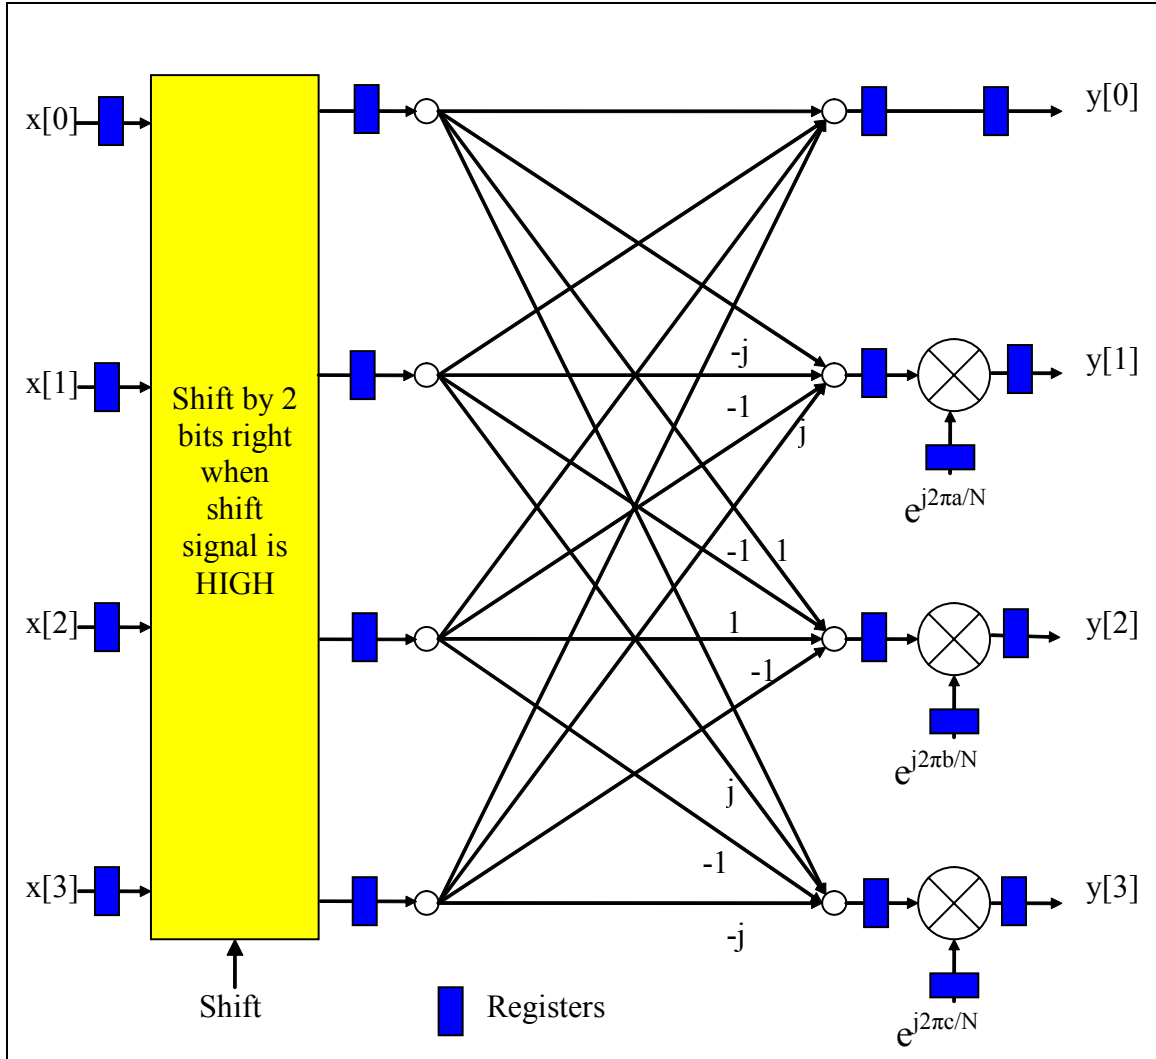 x[0]
y[0]
x[1]
y[1]
-j
-1
j
Shift by 2
bits right
when
shift
signal is
HIGH
e^j2πa/N
-1
1
x[2]
y[2]
1
-1
e^j2πb/N
j
-1
x[3]
y[3]
-j
Shift
Registers
e^j2πc/N